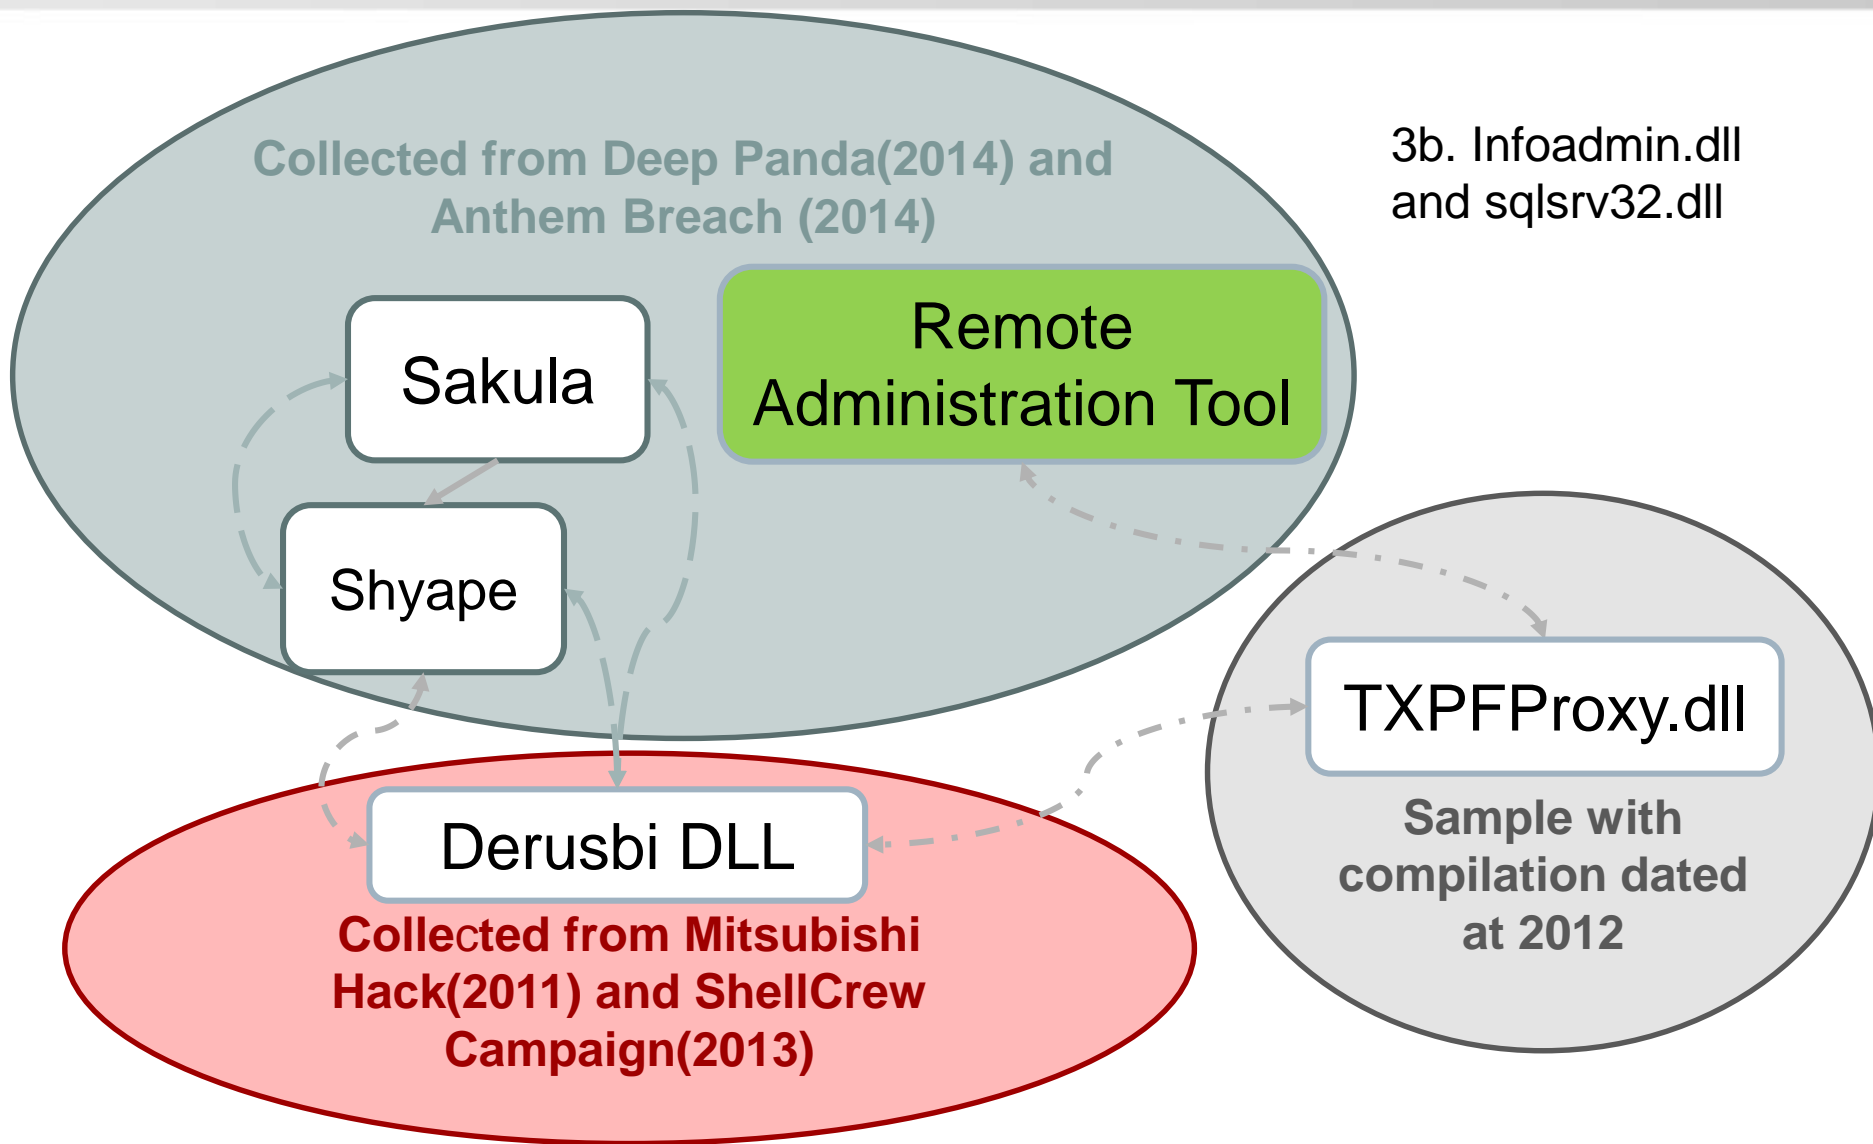 Collected from Deep Panda(2014) and
Anthem Breach (2014)
3b. Infoadmin.dll
and sqlsrv32.dll
Sakula
Remote
Administration Tool
Shyape
TXPFProxy.dll
Sample with
compilation dated
at 2012
Derusbi DLL
Collected from Mitsubishi
Hack(2011) and ShellCrew
Campaign(2013)